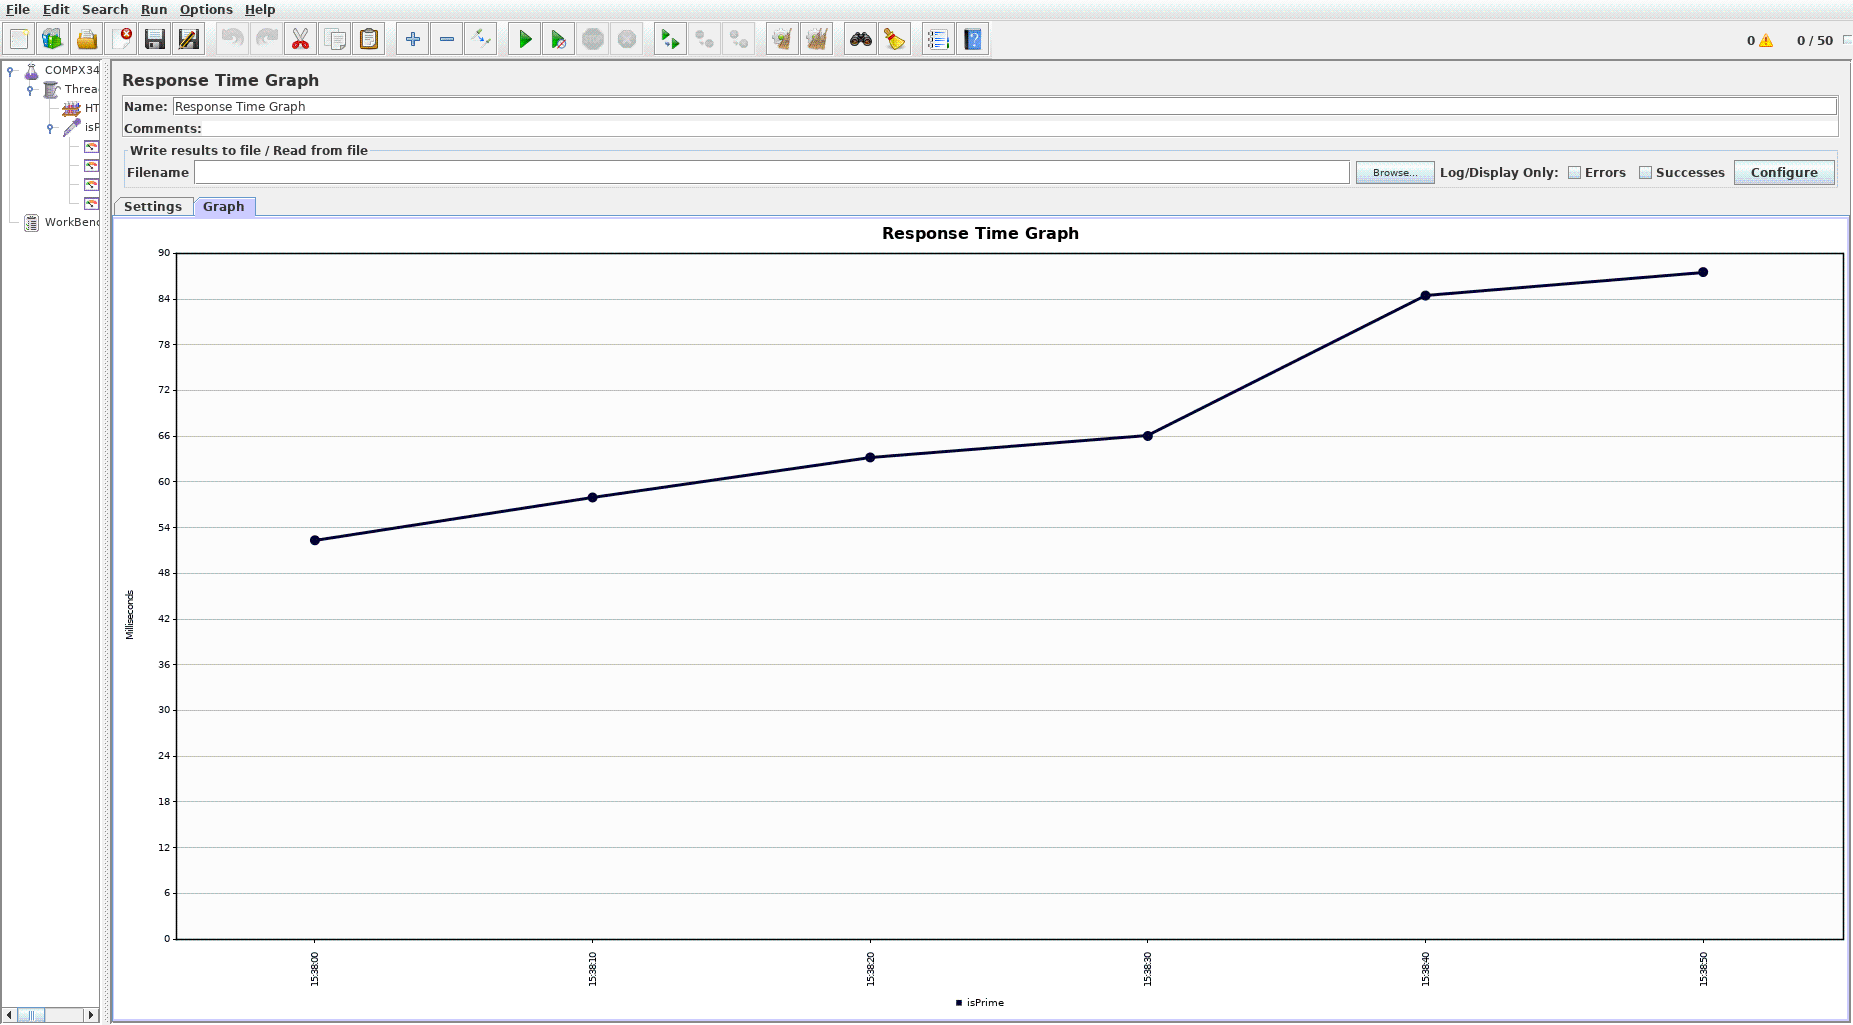 File Edit Search Run Options Help
0 0 / 50
COMPX34
Threa
HT
isP
WorkBenc
Response Time Graph
Name: Response Time Graph
Comments:
Write results to file / Read from file
Filename Browse... Log/Display Only: Errors Successes Configure
Settings Graph
Response Time Graph
90
84
78
72
66
60
54
48
42
36
30
24
18
12
6
0
Milliseconds
15:38:00 15:38:10 15:38:20 15:38:30 15:38:40 15:38:50
isPrime